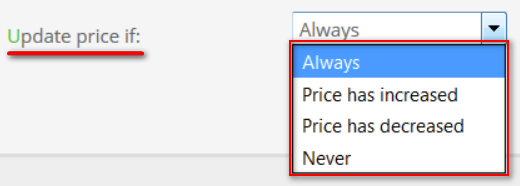 Update price if:
Always
Always
Price has increased
Price has decreased
Never